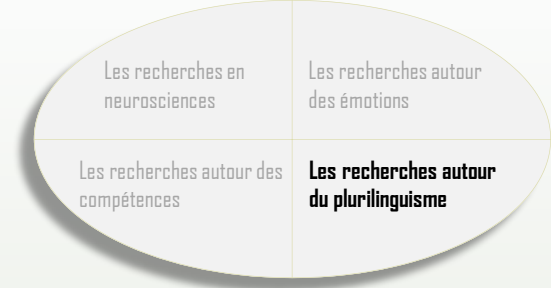 Les recherches en
neurosciences
Les recherches autour
des émotions
Les recherches autour des
compétences
Les recherches autour
du plurilinguisme